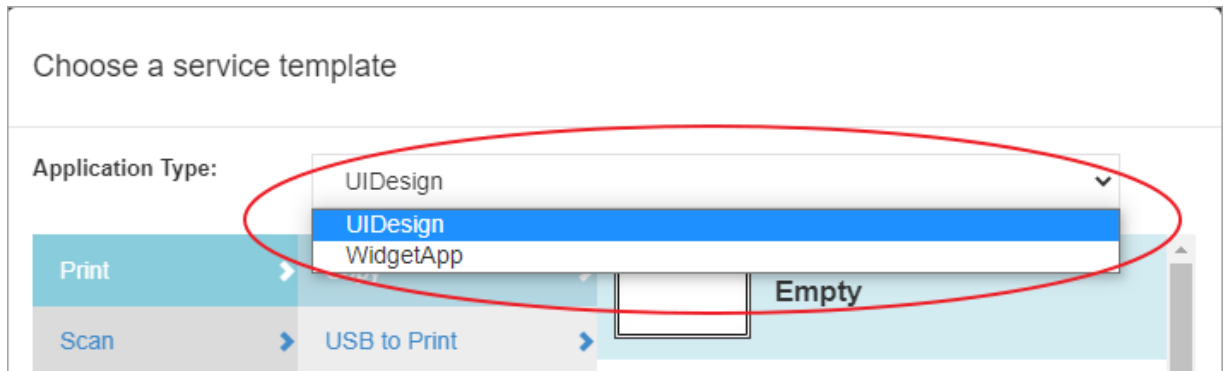 Choose a service template
Application Type:
UIDesign
UIDesign
WidgetApp
Print
Empty
Scan
USB to Print